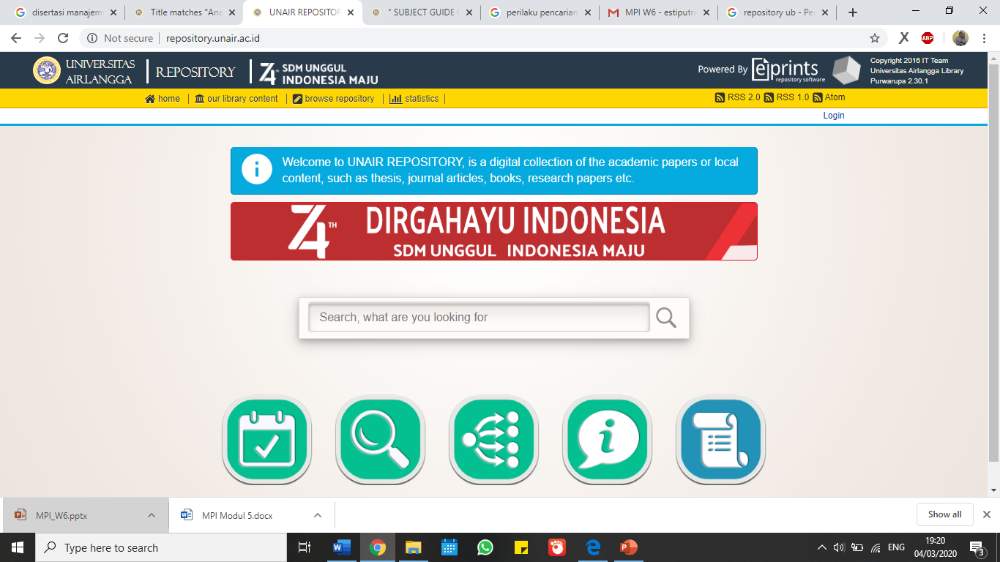 disertasi manajem
Title matches "Ana
UNAIR REPOSITOR
" SUBJECT GUIDE
perilaku pencarian
MPI W6 - estiputri
repository ub - Per
Not secure
repository.unair.ac.id
ABP
UNIVERSITAS
AIRLANGGA
REPOSITORY
74 TH
SDM UNGGUL
INDONESIA MAJU
Powered By
eprints
repository software
Copyright 2016 IT Team
Universitas Airlangga Library
Purwarupa 2.30.1
home
our library content
browse repository
statistics
RSS 2.0
RSS 1.0
Atom
Login
Welcome to UNAIR REPOSITORY, is a digital collection of the academic papers or local
content, such as thesis, journal articles, books, research papers etc.
74 TH
DIRGAHAYU INDONESIA
SDM UNGGUL INDONESIA MAJU
Search, what are you looking for
MPI_W6.pptx
MPI Modul 5.docx
Show all
Type here to search
ENG
19:20
04/03/2020
3